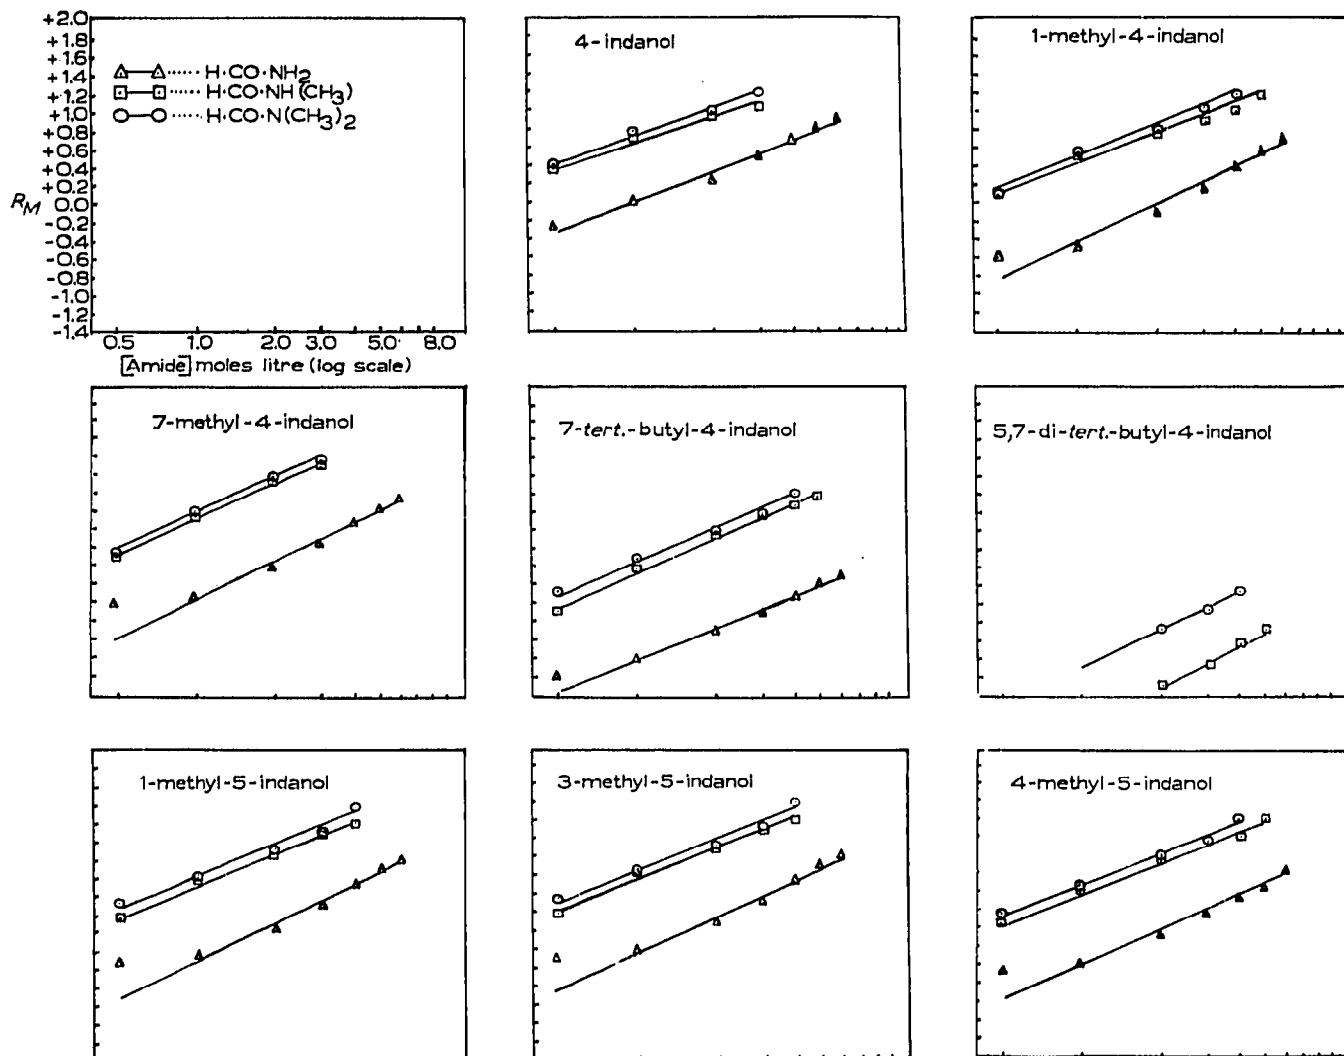 +2.0
+1.8
+1.6
+1.4
+1.2
+1.0
+0.8
+0.6
+0.4
+0.2
0.0
-0.2
-0.4
-0.6
-0.8
-1.0
-1.2
-1.4
R_M
H·CO·NH₂
H·CO·NH(CH₃)
H·CO·N(CH₃)₂
0.5 1.0 2.0 3.0 5.0 8.0
[Amide] moles litre (log scale)
4-indanol
1-methyl-4-indanol
7-methyl-4-indanol
7-tert.-butyl-4-indanol
5,7-di-tert.-butyl-4-indanol
1-methyl-5-indanol
3-methyl-5-indanol
4-methyl-5-indanol